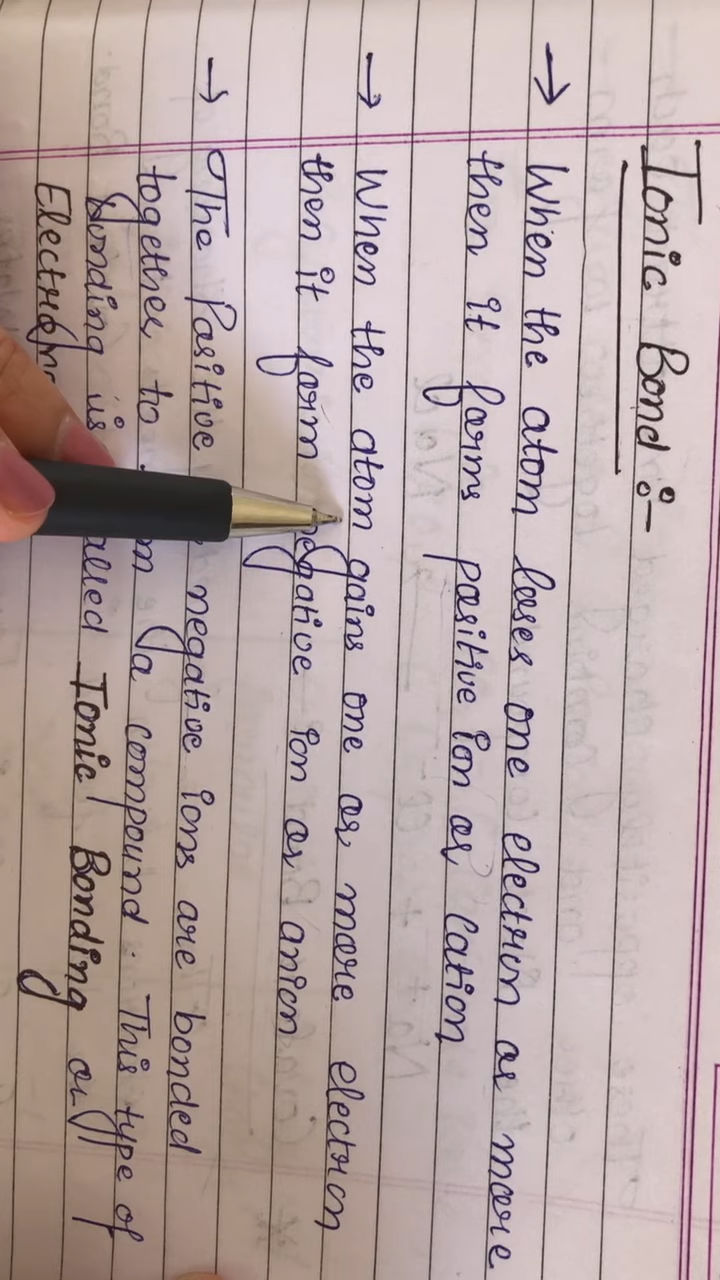 Ionic Bond :-
→ When the atom loses one electron or more
then it forms positive ion or cation
→ When the atom gains one or more electron
then it form negative ion or anion
→ The Positive negative ions are bonded
together to a compound. This type of
Bonding is called Ionic Bonding or